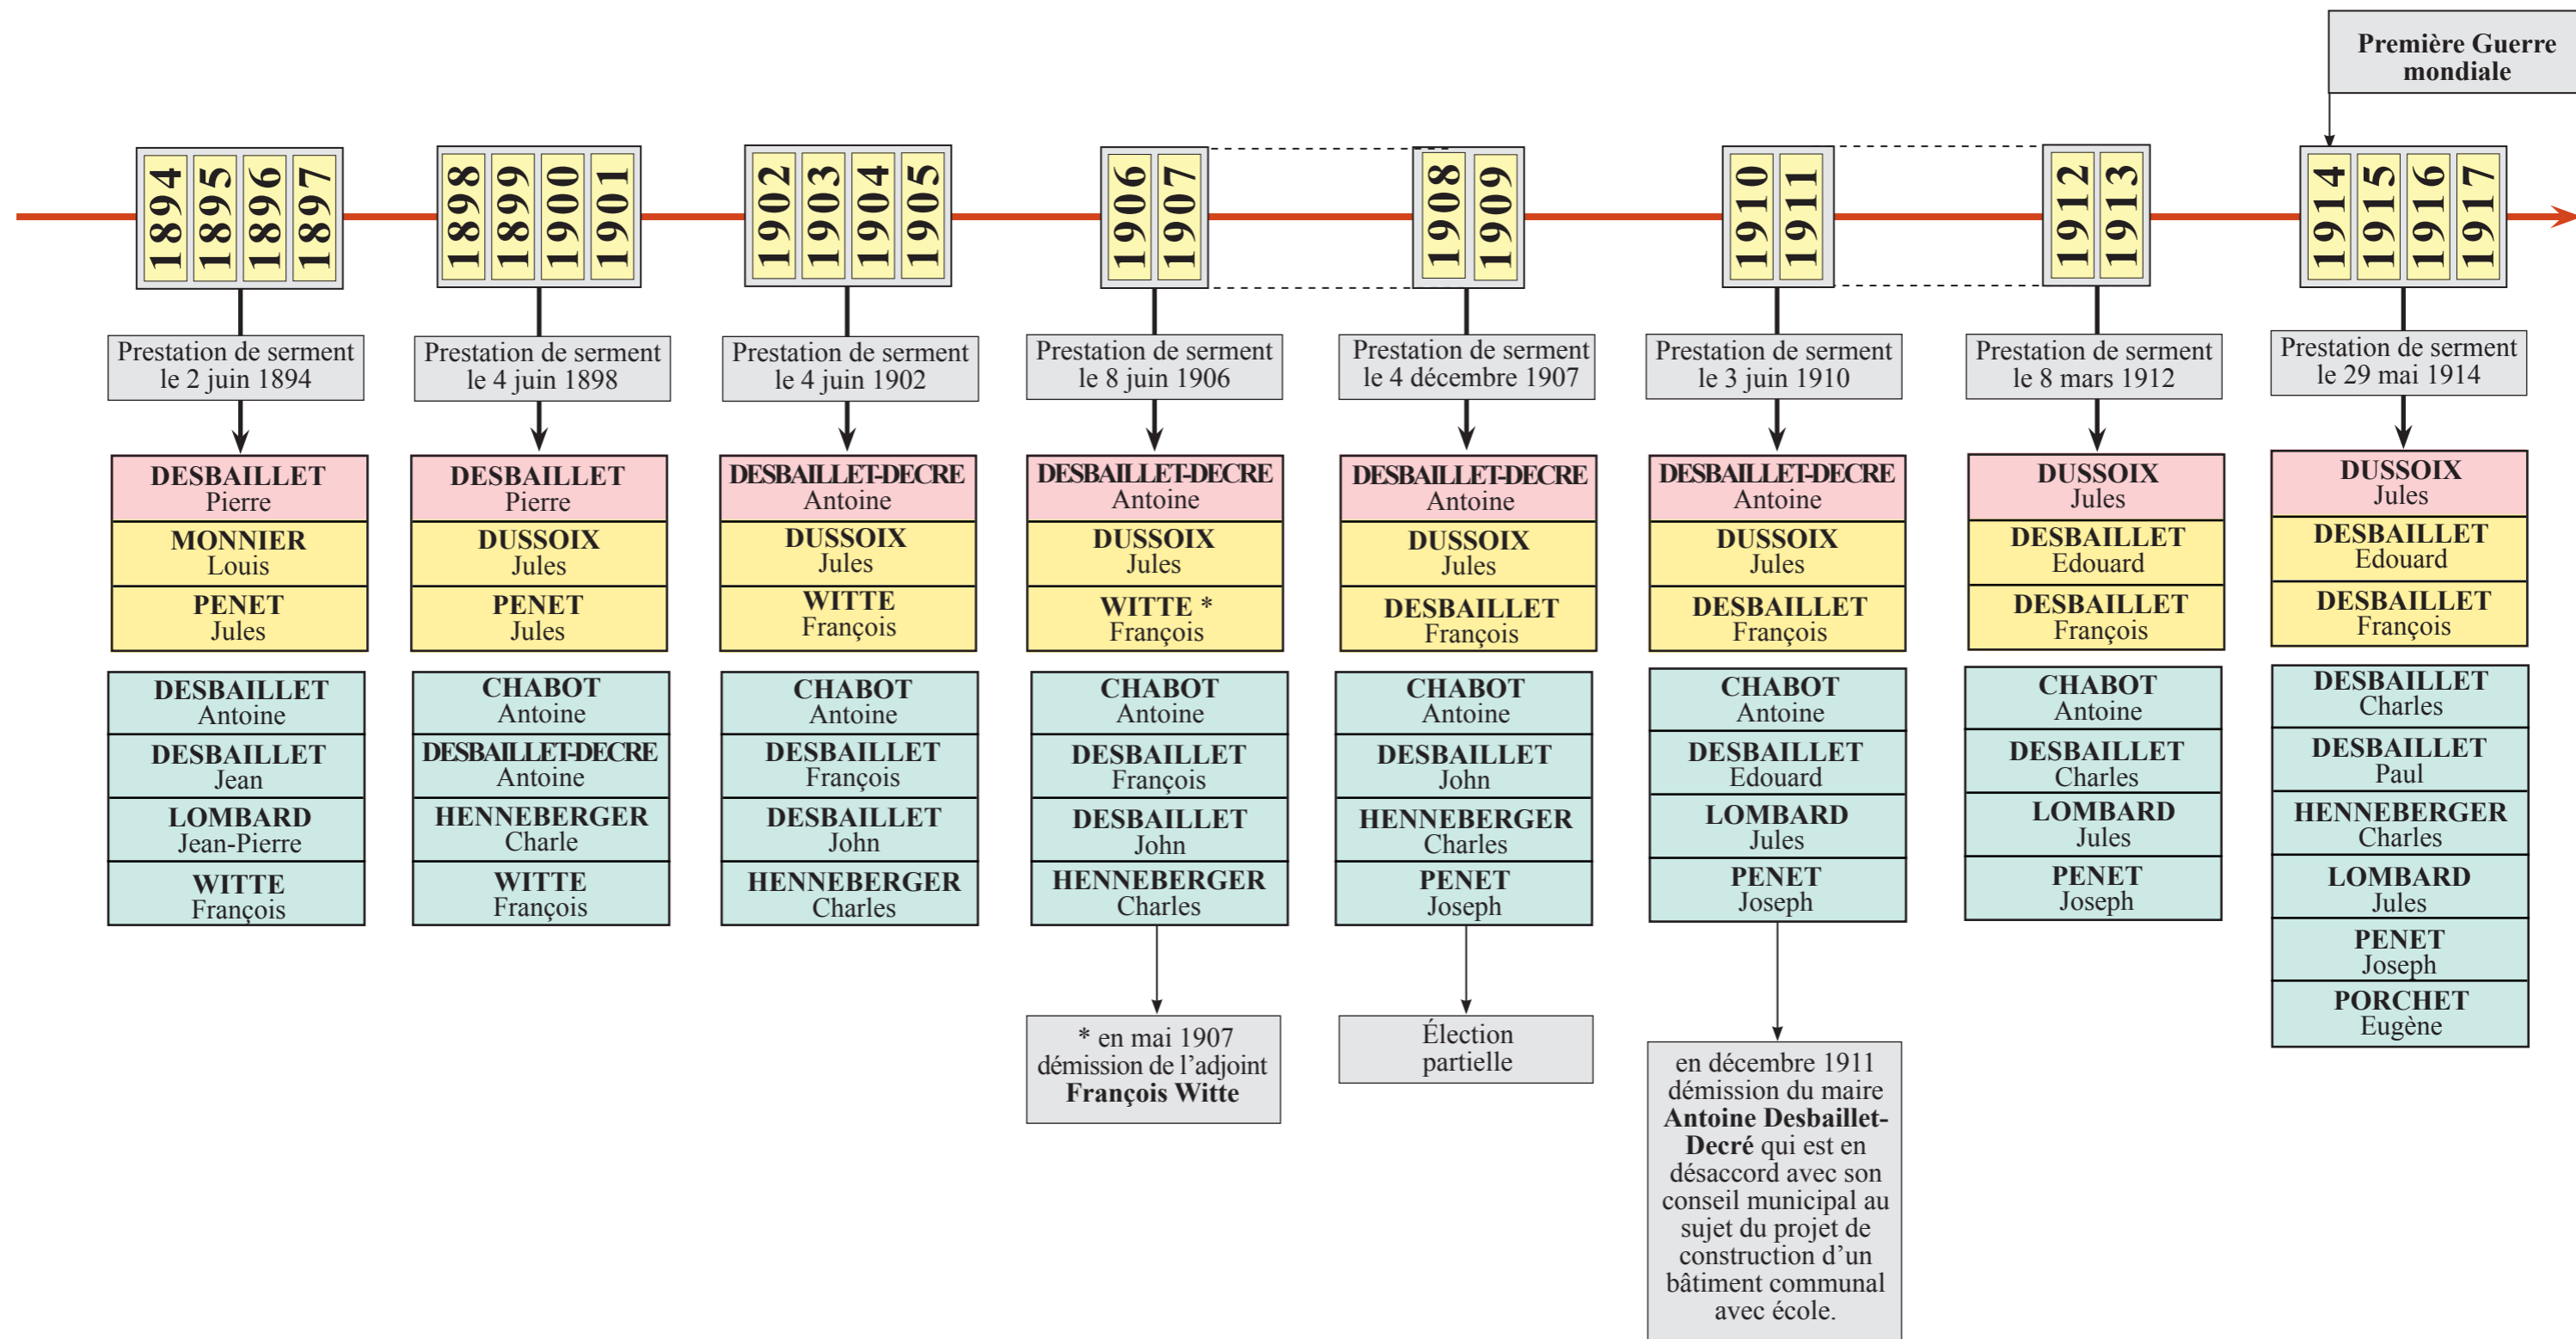 Première Guerre
mondiale
1894
1895
1896
1897
1898
1899
1900
1901
1902
1903
1904
1905
1906
1907
1908
1909
1910
1911
1912
1913
1914
1915
1916
1917
Prestation de serment
le 2 juin 1894
DESBAILLET
Pierre
MONNIER
Louis
PENET
Jules
DESBAILLET
Antoine
DESBAILLET
Jean
LOMBARD
Jean-Pierre
WITTE
François
Prestation de serment
le 4 juin 1898
DESBAILLET
Pierre
DUSSOIX
Jules
PENET
Jules
CHABOT
Antoine
DESBAILLET-DECRE
Antoine
HENNEBERGER
Charle
WITTE
François
Prestation de serment
le 4 juin 1902
DESBAILLET-DECRE
Antoine
DUSSOIX
Jules
WITTE
François
CHABOT
Antoine
DESBAILLET
François
DESBAILLET
John
HENNEBERGER
Charles
Prestation de serment
le 8 juin 1906
DESBAILLET-DECRE
Antoine
DUSSOIX
Jules
WITTE *
François
CHABOT
Antoine
DESBAILLET
François
DESBAILLET
John
HENNEBERGER
Charles
* en mai 1907
démission de l’adjoint
François Witte
Prestation de serment
le 4 décembre 1907
DESBAILLET-DECRE
Antoine
DUSSOIX
Jules
DESBAILLET
François
CHABOT
Antoine
DESBAILLET
John
HENNEBERGER
Charles
PENET
Joseph
Élection
partielle
Prestation de serment
le 3 juin 1910
DESBAILLET-DECRE
Antoine
DUSSOIX
Jules
DESBAILLET
François
CHABOT
Antoine
DESBAILLET
Edouard
LOMBARD
Jules
PENET
Joseph
en décembre 1911
démission du maire
Antoine Desbaillet-
Decré qui est en
désaccord avec son
conseil municipal au
sujet du projet de
construction d’un
bâtiment communal
avec école.
Prestation de serment
le 8 mars 1912
DUSSOIX
Jules
DESBAILLET
Edouard
DESBAILLET
François
CHABOT
Antoine
DESBAILLET
Charles
LOMBARD
Jules
PENET
Joseph
Prestation de serment
le 29 mai 1914
DUSSOIX
Jules
DESBAILLET
Edouard
DESBAILLET
François
DESBAILLET
Charles
DESBAILLET
Paul
HENNEBERGER
Charles
LOMBARD
Jules
PENET
Joseph
PORCHET
Eugène